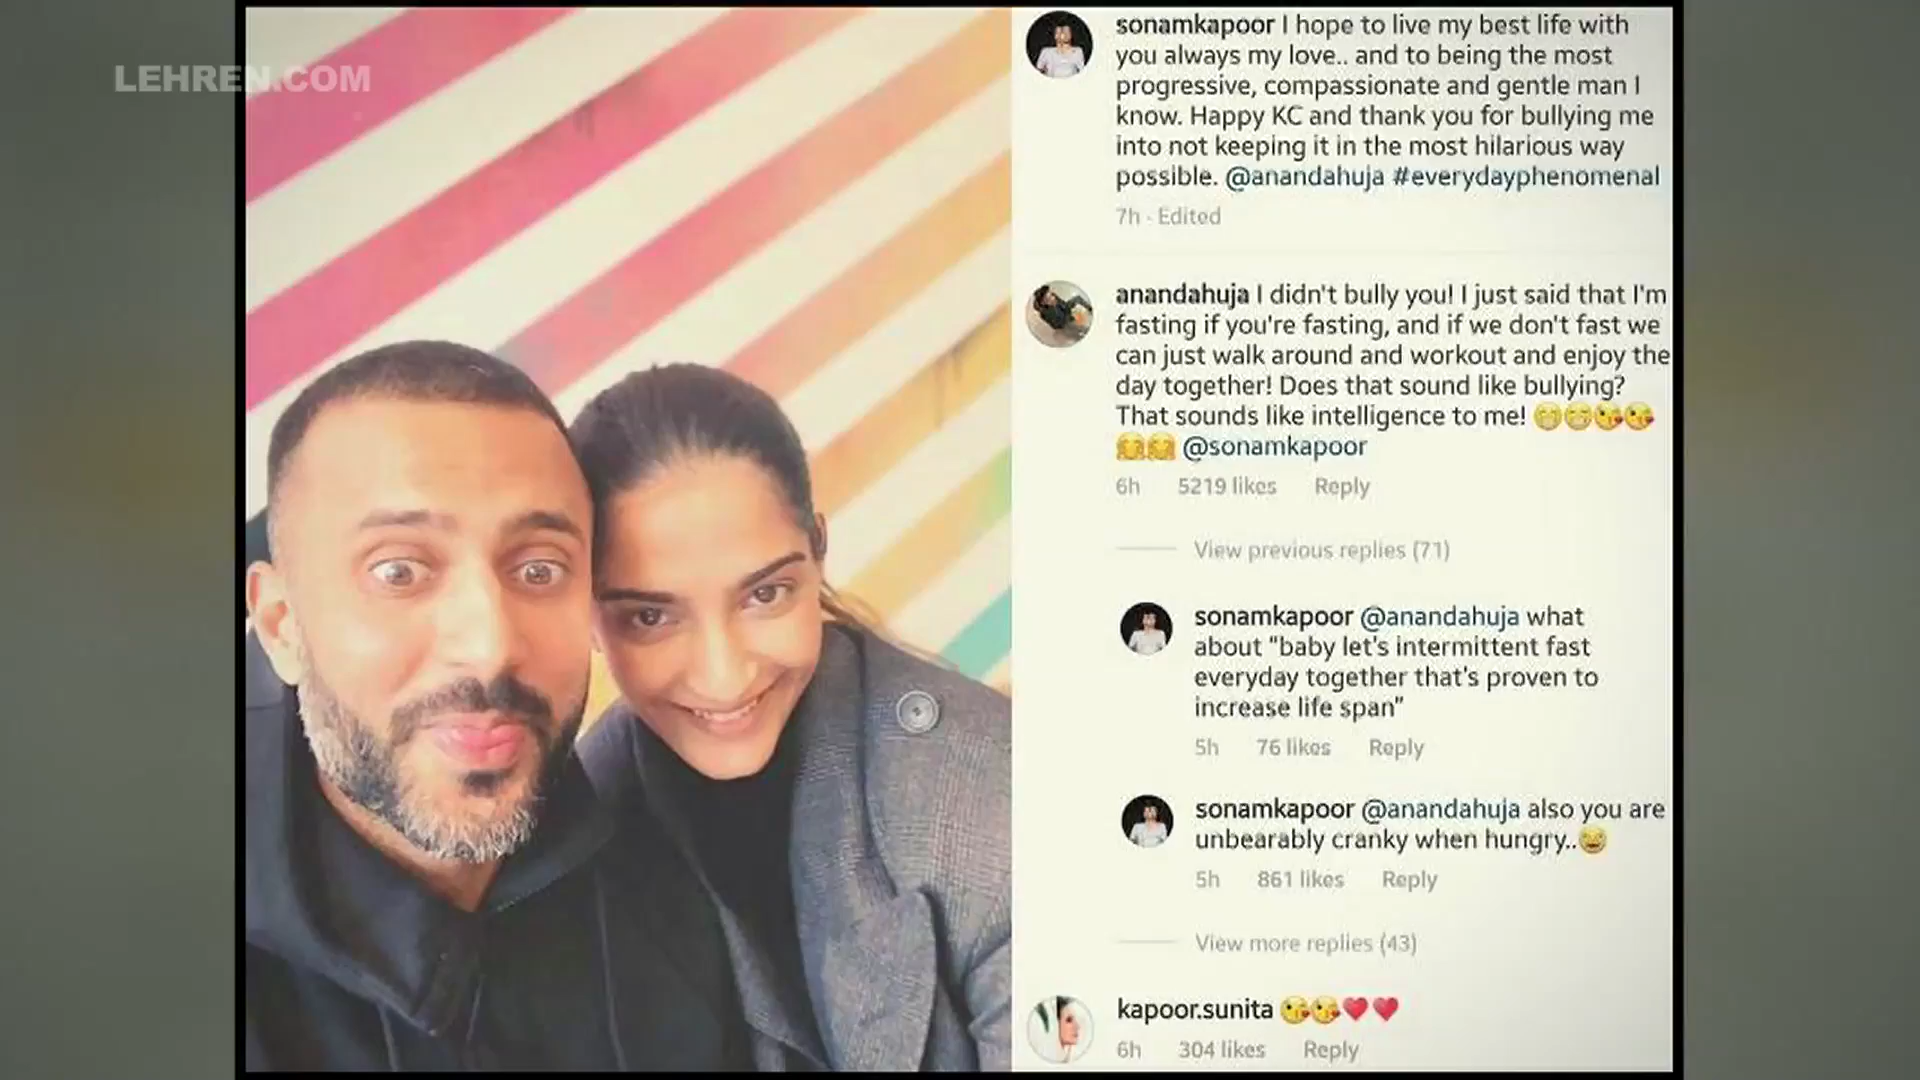 LEHREN.COM
sonamkapoor I hope to live my best life with
you always my love.. and to being the most
progressive, compassionate and gentle man I
know. Happy KC and thank you for bullying me
into not keeping it in the most hilarious way
possible. @anandahuja #everydayphenomenal
7h · Edited
anandahuja I didn't bully you! I just said that I'm
fasting if you're fasting, and if we don't fast we
can just walk around and workout and enjoy the
day together! Does that sound like bullying?
That sounds like intelligence to me! 😁😁😘😘
🤗🤗 @sonamkapoor
6h 5219 likes Reply
View previous replies (71)
sonamkapoor @anandahuja what
about "baby let's intermittent fast
everyday together that's proven to
increase life span"
5h 76 likes Reply
sonamkapoor @anandahuja also you are
unbearably cranky when hungry..😂
5h 861 likes Reply
View more replies (43)
kapoor.sunita 😘😘❤️❤️
6h 304 likes Reply